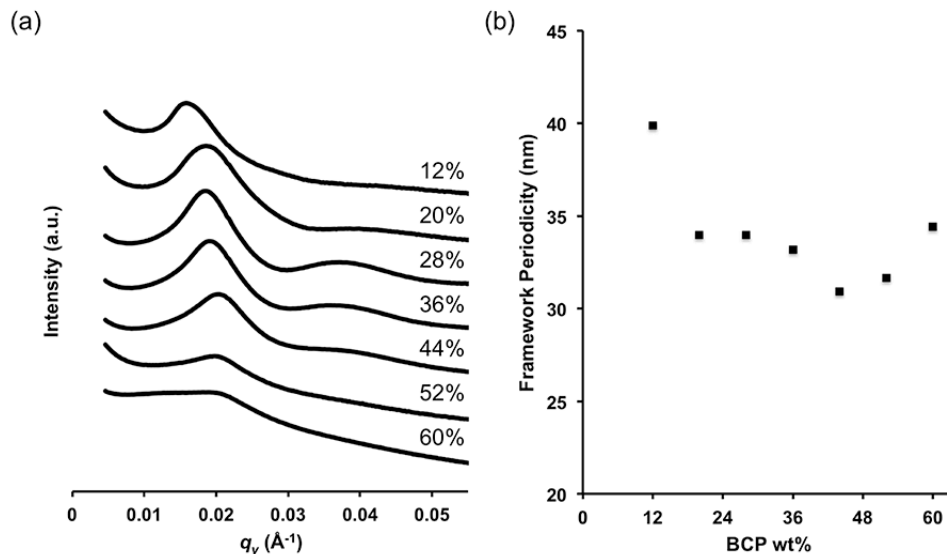 (a)
Intensity (a.u.)
12%
20%
28%
36%
44%
52%
60%
0 0.01 0.02 0.03 0.04 0.05
qy (Å-1)
(b)
Framework Periodicity (nm)
45
40
35
30
25
20
0 12 24 36 48 60
BCP wt%